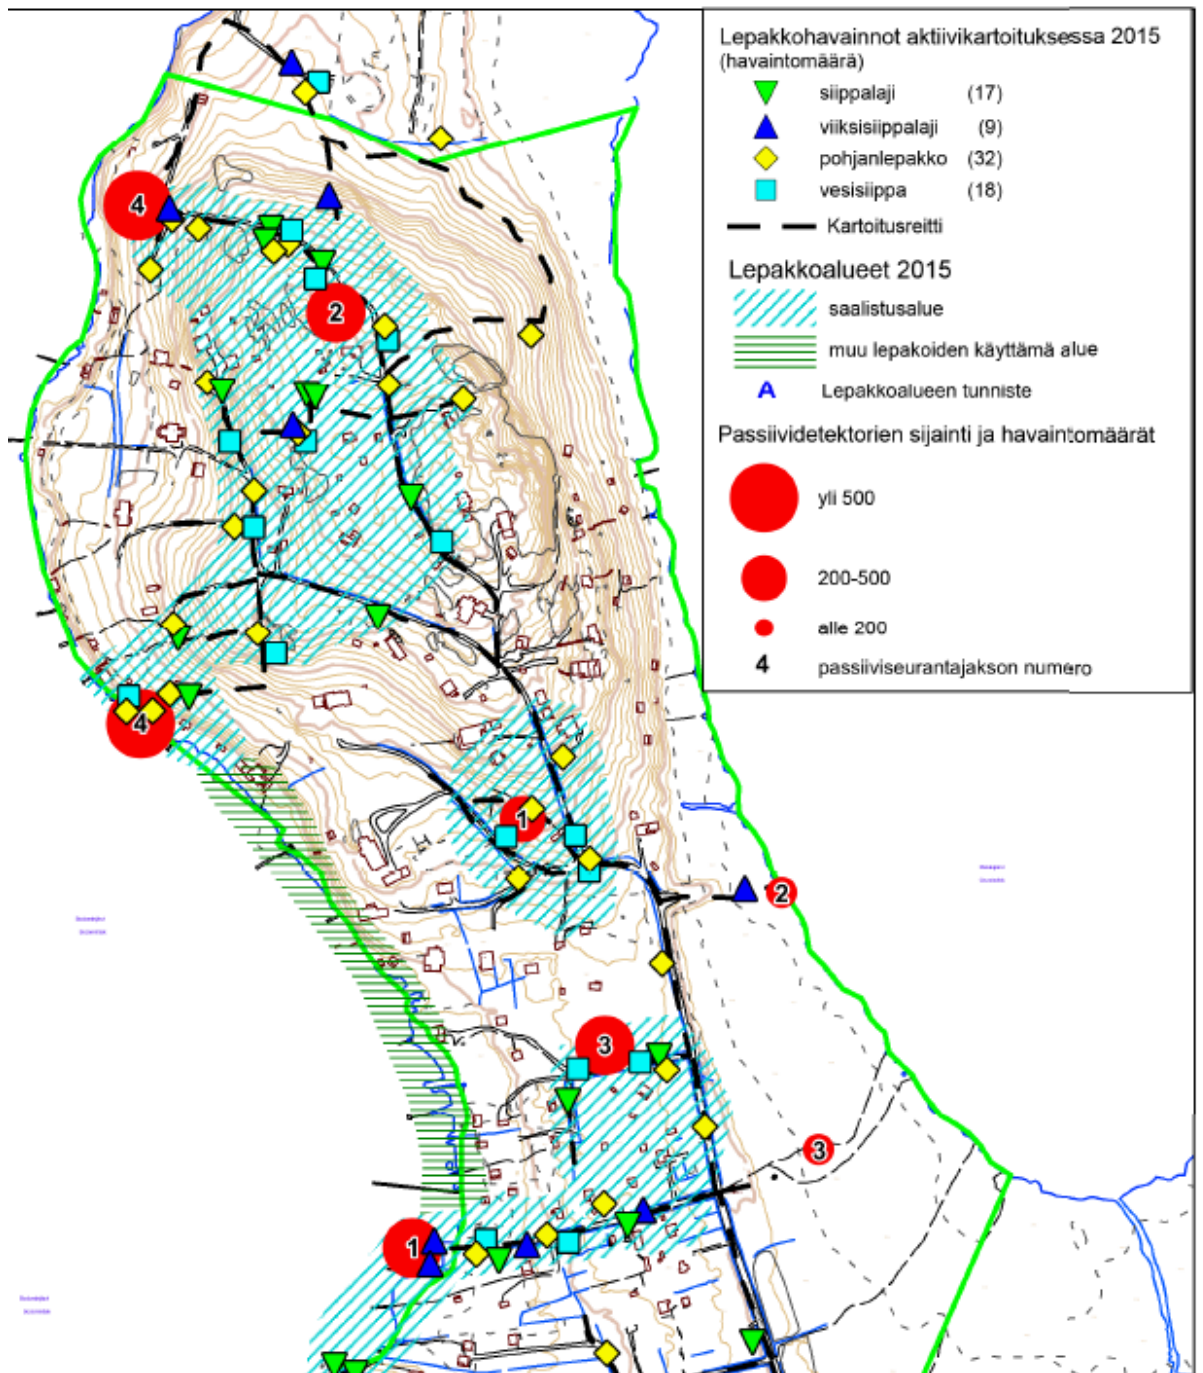 Lepakkohavainnot aktiivikartoituksessa 2015
(havaintomäärä)
siippalaji (17)
viiksisiippalaji (9)
pohjanlepakko (32)
vesisiippa (18)
Kartoitusreitti
Lepakkoalueet 2015
saalistusalue
muu lepakoiden käyttämä alue
A Lepakkoalueen tunniste
Passiividetektorien sijainti ja havaintomäärät
yli 500
200-500
alle 200
4 passiiviseurantajakson numero
4
2
4
1
2
3
3
1